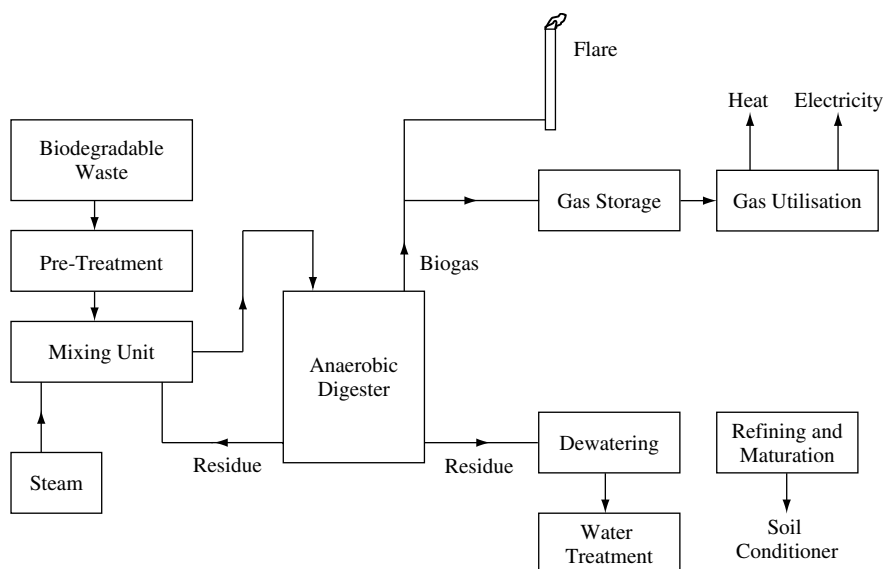 Flare
Heat
Electricity
Biodegradable
Waste
Gas Storage
Gas Utilisation
Pre-Treatment
Biogas
Mixing Unit
Anaerobic
Digester
Residue
Residue
Dewatering
Refining and
Maturation
Steam
Water
Treatment
Soil
Conditioner